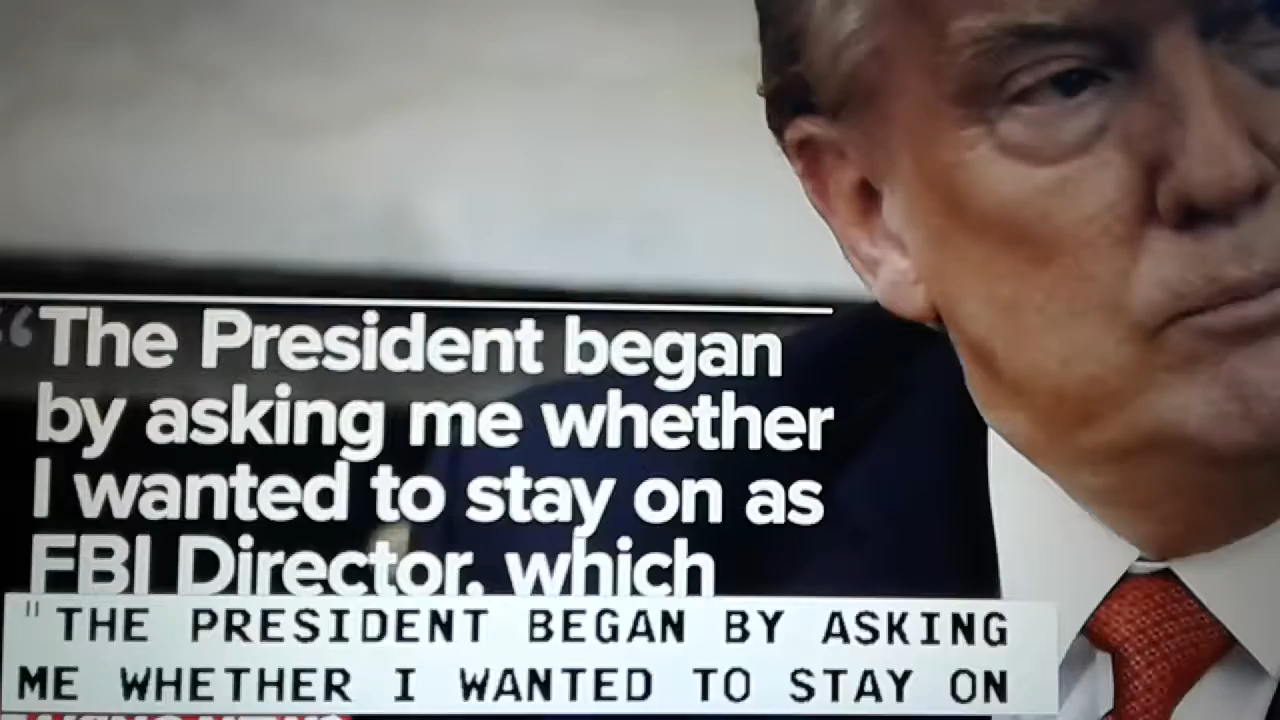 “The President began
by asking me whether
I wanted to stay on as
FBI Director, which
"THE PRESIDENT BEGAN BY ASKING
ME WHETHER I WANTED TO STAY ON